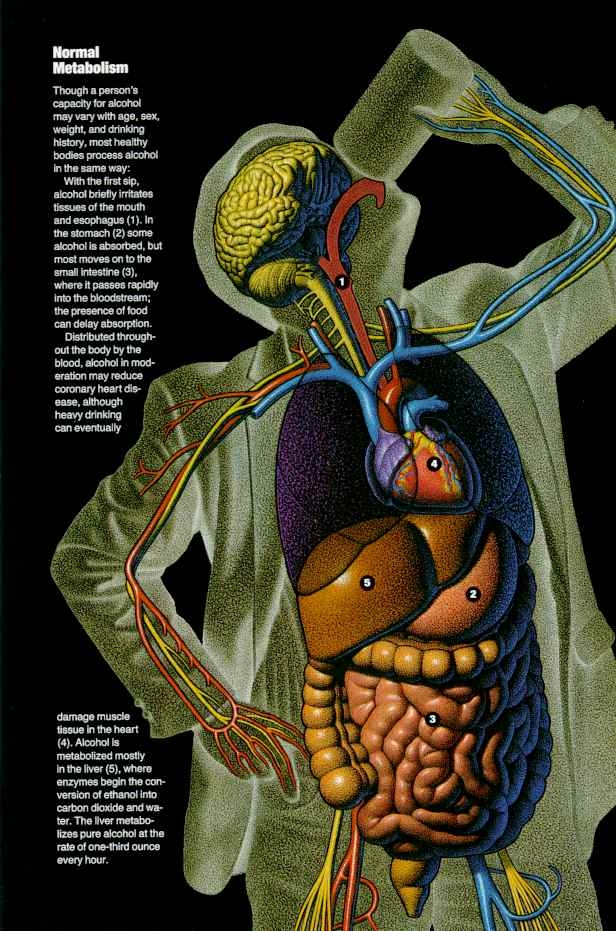 Normal
Metabolism
Though a person's
capacity for alcohol
may vary with age, sex,
weight, and drinking
history, most healthy
bodies process alcohol
in the same way:
With the first sip,
alcohol briefly irritates
tissues of the mouth
and esophagus (1). In
the stomach (2) some
alcohol is absorbed, but
most moves on to the
small intestine (3),
where it passes rapidly
into the bloodstream;
the presence of food
can delay absorption.
Distributed through-
out the body by the
blood, alcohol in mod-
eration may reduce
coronary heart dis-
ease, although
heavy drinking
can eventually
damage muscle
tissue in the heart
(4). Alcohol is
metabolized mostly
in the liver (5), where
enzymes begin the con-
version of ethanol into
carbon dioxide and wa-
ter. The liver metabo-
lizes pure alcohol at the
rate of one-third ounce
every hour.
1
4
5
2
3